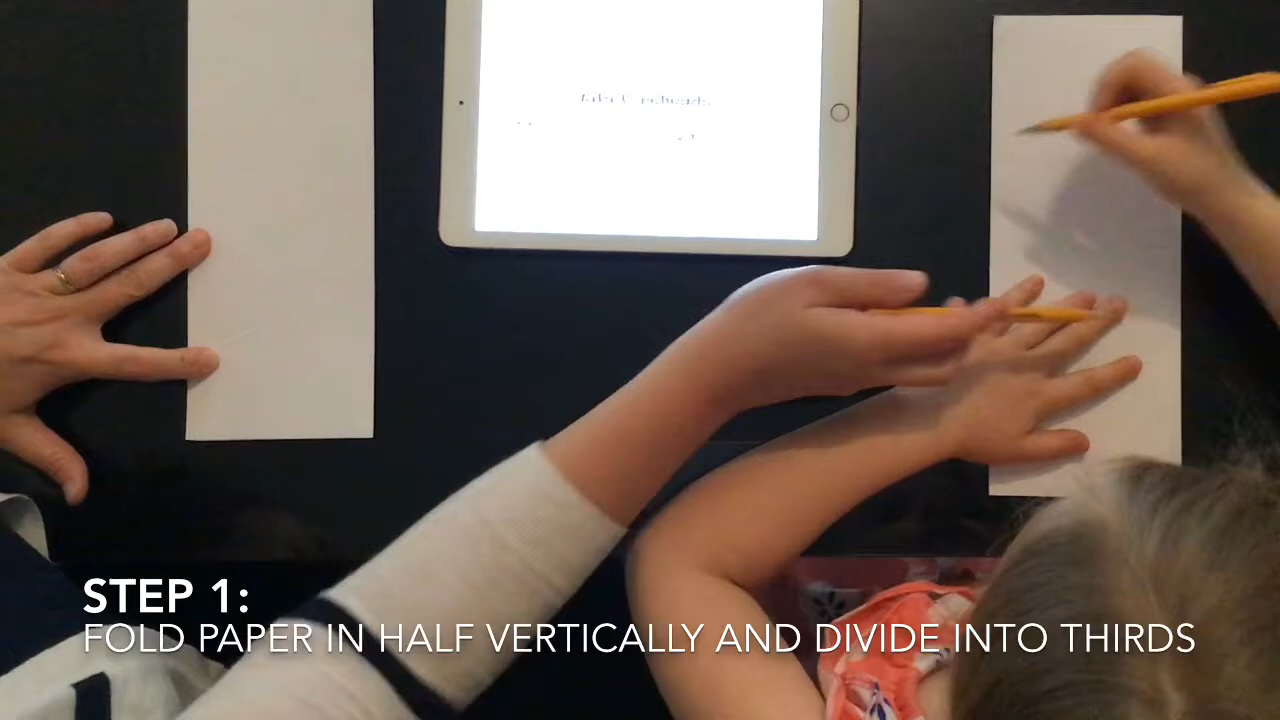 STEP 1:
FOLD PAPER IN HALF VERTICALLY AND DIVIDE INTO THIRDS